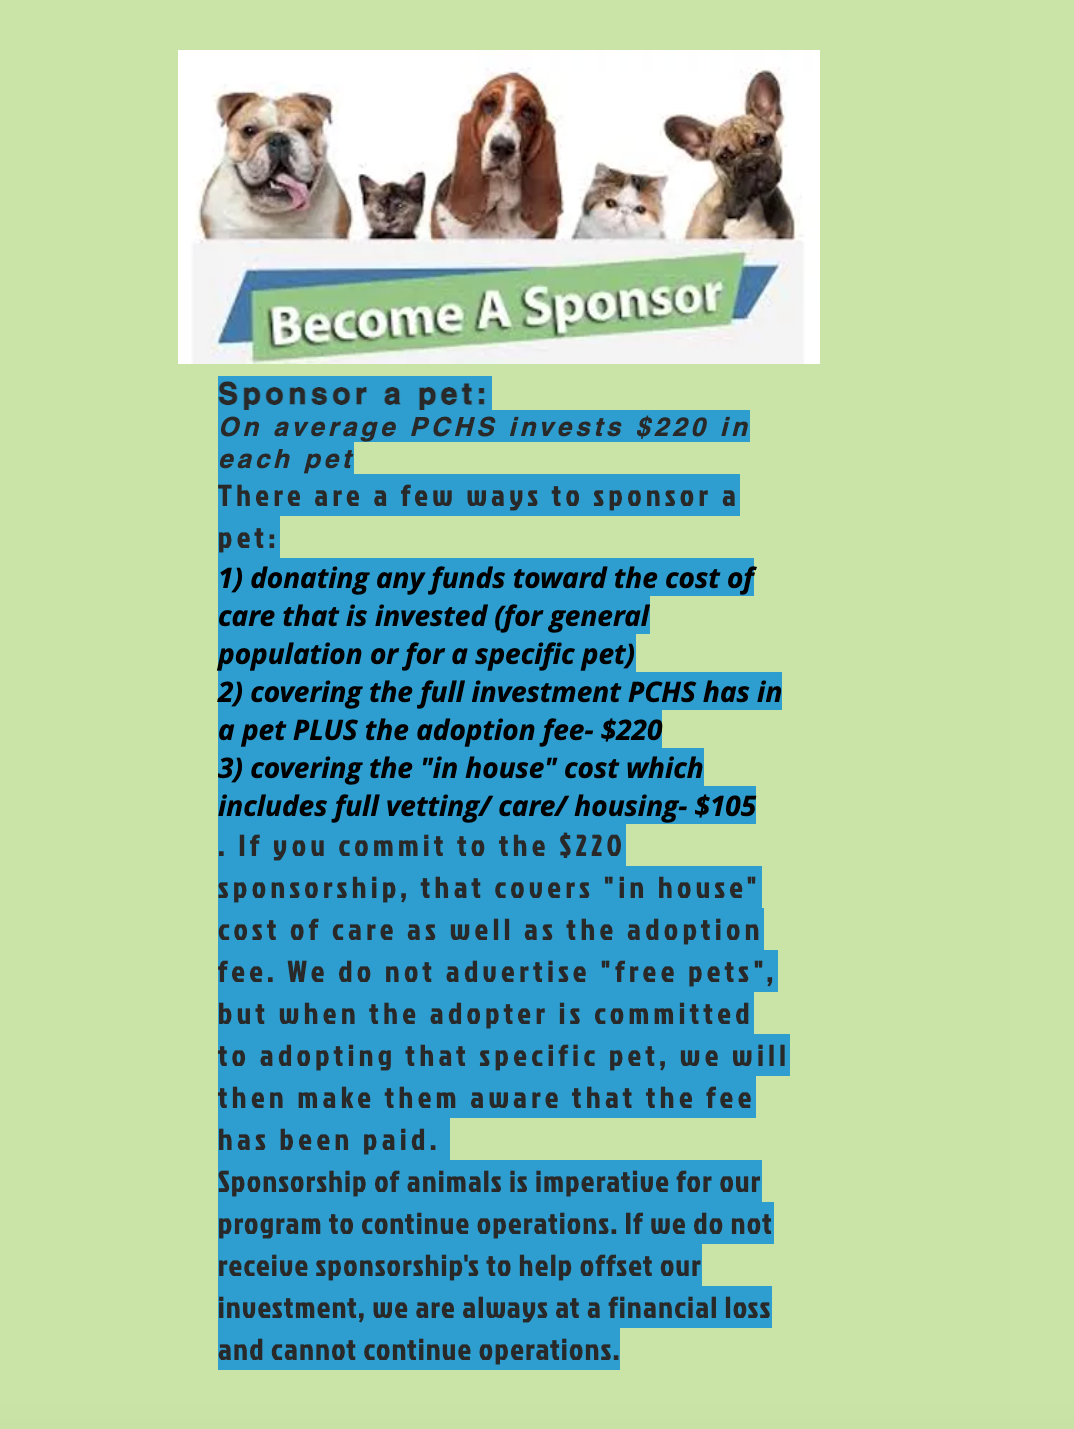 Become A Sponsor
Sponsor a pet:
On average PCHS invests $220 in
each pet
There are a few ways to sponsor a
pet:
1) donating any funds toward the cost of
care that is invested (for general
population or for a specific pet)
2) covering the full investment PCHS has in
a pet PLUS the adoption fee- $220
3) covering the "in house" cost which
includes full vetting/ care/ housing- $105
. If you commit to the $220
sponsorship, that covers "in house"
cost of care as well as the adoption
fee. We do not advertise "free pets",
but when the adopter is committed
to adopting that specific pet, we will
then make them aware that the fee
has been paid.
Sponsorship of animals is imperative for our
program to continue operations. If we do not
receive sponsorship's to help offset our
investment, we are always at a financial loss
and cannot continue operations.